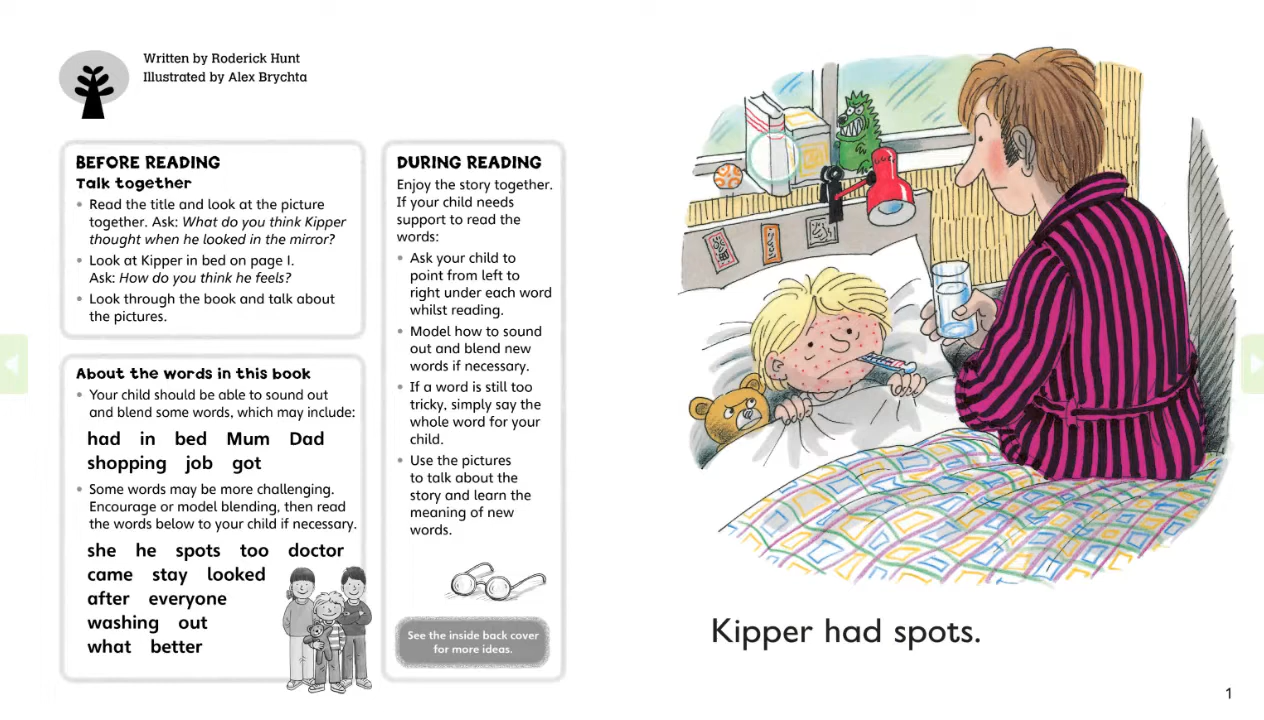 Written by Roderick Hunt
Illustrated by Alex Brychta
BEFORE READING
Talk together
• Read the title and look at the picture
together. Ask: What do you think Kipper
thought when he looked in the mirror?
• Look at Kipper in bed on page 1.
Ask: How do you think he feels?
• Look through the book and talk about
the pictures.
About the words in this book
• Your child should be able to sound out
and blend some words, which may include:
had in bed Mum Dad
shopping job got
• Some words may be more challenging.
Encourage or model blending, then read
the words below to your child if necessary.
she he spots too doctor
came stay looked
after everyone
washing out
what better
DURING READING
Enjoy the story together.
If your child needs
support to read the
words:
• Ask your child to
point from left to
right under each word
whilst reading.
• Model how to sound
out and blend new
words if necessary.
• If a word is still too
tricky, simply say the
whole word for your
child.
• Use the pictures
to talk about the
story and learn the
meaning of new
words.
See the inside back cover
for more ideas.
Kipper had spots.
1